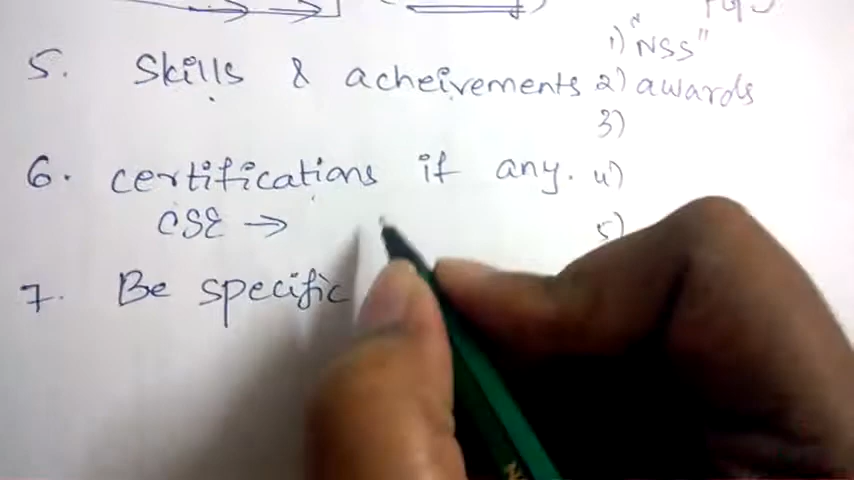 5. Skills & acheivements
1) "NSS"
2) awards
3)
6. certifications if any.
4)
CSE →
5)
7. Be specific